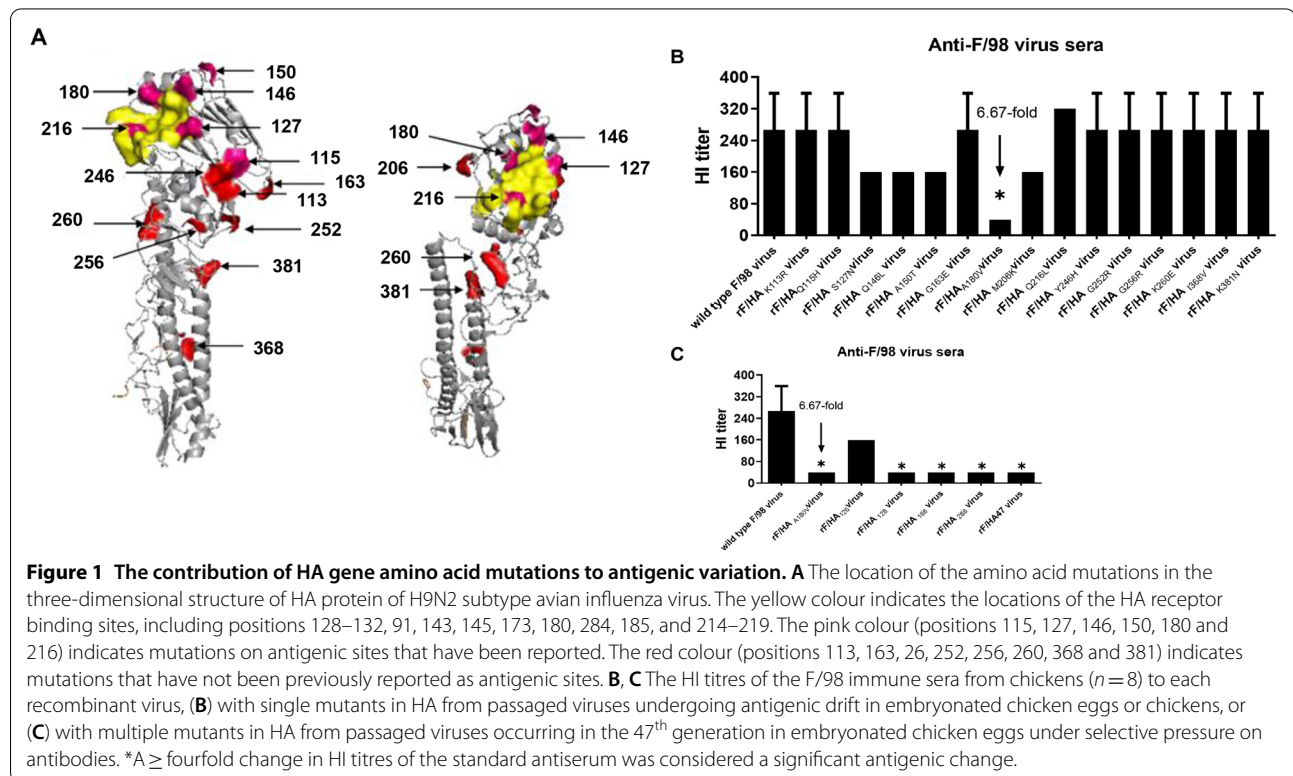 A
150
180
146
216
127
115
246
163
113
260
252
256
381
368
180
146
206
127
216
260
381
B
Anti-F/98 virus sera
HI titer
400
320
240
160
80
0
6.67-fold
*
wild type F/98 virus
rF/HA K113R virus
rF/HA Q115H virus
rF/HA S127N virus
rF/HA Q146L virus
rF/HA A150T virus
rF/HA G163E virus
rF/HA A180V virus
rF/HA M206K virus
rF/HA Q216L virus
rF/HA Y246H virus
rF/HA G252R virus
rF/HA G256R virus
rF/HA K260E virus
rF/HA I368V virus
rF/HA K381N virus
C
Anti-F/98 virus sera
HI titer
400
320
240
160
80
0
6.67-fold
* * * * *
wild type F/98 virus
rF/HA A180V virus
rF/HA 126 virus
rF/HA 128 virus
rF/HA 168 virus
rF/HA 268 virus
rF/HA47 virus
Figure 1 The contribution of HA gene amino acid mutations to antigenic variation. A The location of the amino acid mutations in the
three-dimensional structure of HA protein of H9N2 subtype avian influenza virus. The yellow colour indicates the locations of the HA receptor
binding sites, including positions 128–132, 91, 143, 145, 173, 180, 284, 185, and 214–219. The pink colour (positions 115, 127, 146, 150, 180 and
216) indicates mutations on antigenic sites that have been reported. The red colour (positions 113, 163, 26, 252, 256, 260, 368 and 381) indicates
mutations that have not been previously reported as antigenic sites. B, C The HI titres of the F/98 immune sera from chickens (n = 8) to each
recombinant virus, (B) with single mutants in HA from passaged viruses undergoing antigenic drift in embryonated chicken eggs or chickens, or
(C) with multiple mutants in HA from passaged viruses occurring in the 47th generation in embryonated chicken eggs under selective pressure on
antibodies. *A ≥ fourfold change in HI titres of the standard antiserum was considered a significant antigenic change.